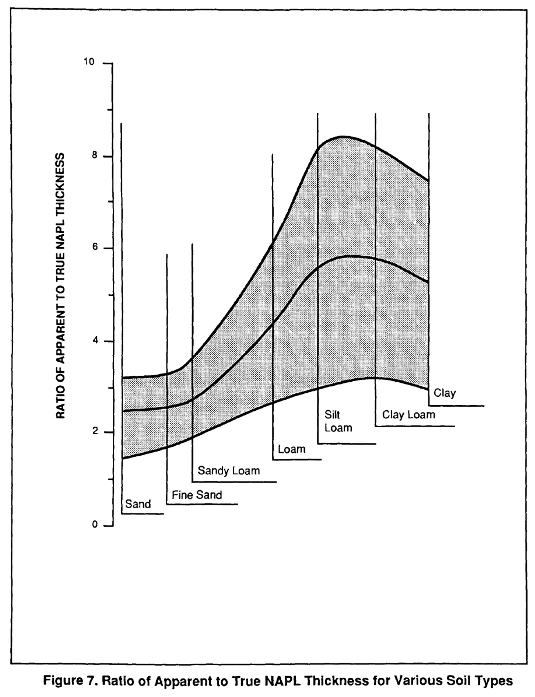 10
8
6
4
2
0
RATIO OF APPARENT TO TRUE NAPL THICKNESS
Sand
Fine Sand
Sandy Loam
Loam
Silt
Loam
Clay Loam
Clay
Figure 7. Ratio of Apparent to True NAPL Thickness for Various Soil Types